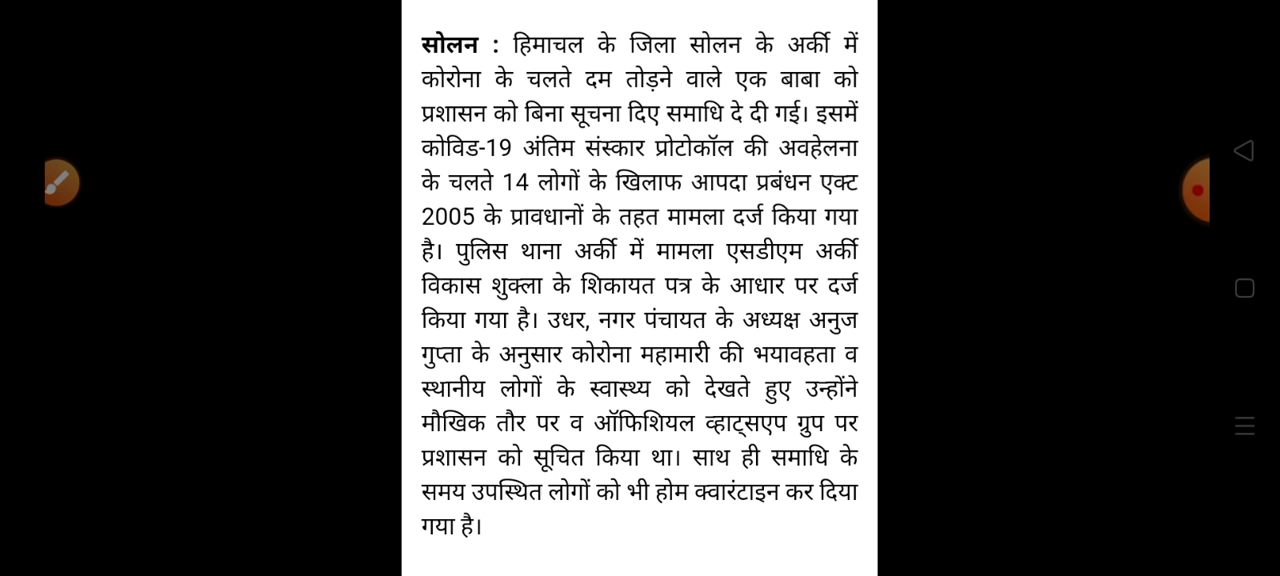 सोलन : हिमाचल के जिला सोलन के अर्की में
कोरोना के चलते दम तोड़ने वाले एक बाबा को
प्रशासन को बिना सूचना दिए समाधि दे दी गई। इसमें
कोविड-19 अंतिम संस्कार प्रोटोकॉल की अवहेलना
के चलते 14 लोगों के खिलाफ आपदा प्रबंधन एक्ट
2005 के प्रावधानों के तहत मामला दर्ज किया गया
है। पुलिस थाना अर्की में मामला एसडीएम अर्की
विकास शुक्ला के शिकायत पत्र के आधार पर दर्ज
किया गया है। उधर, नगर पंचायत के अध्यक्ष अनुज
गुप्ता के अनुसार कोरोना महामारी की भयावहता व
स्थानीय लोगों के स्वास्थ्य को देखते हुए उन्होंने
मौखिक तौर पर व ऑफिशियल व्हाट्सएप ग्रुप पर
प्रशासन को सूचित किया था। साथ ही समाधि के
समय उपस्थित लोगों को भी होम क्वारंटाइन कर दिया
गया है।